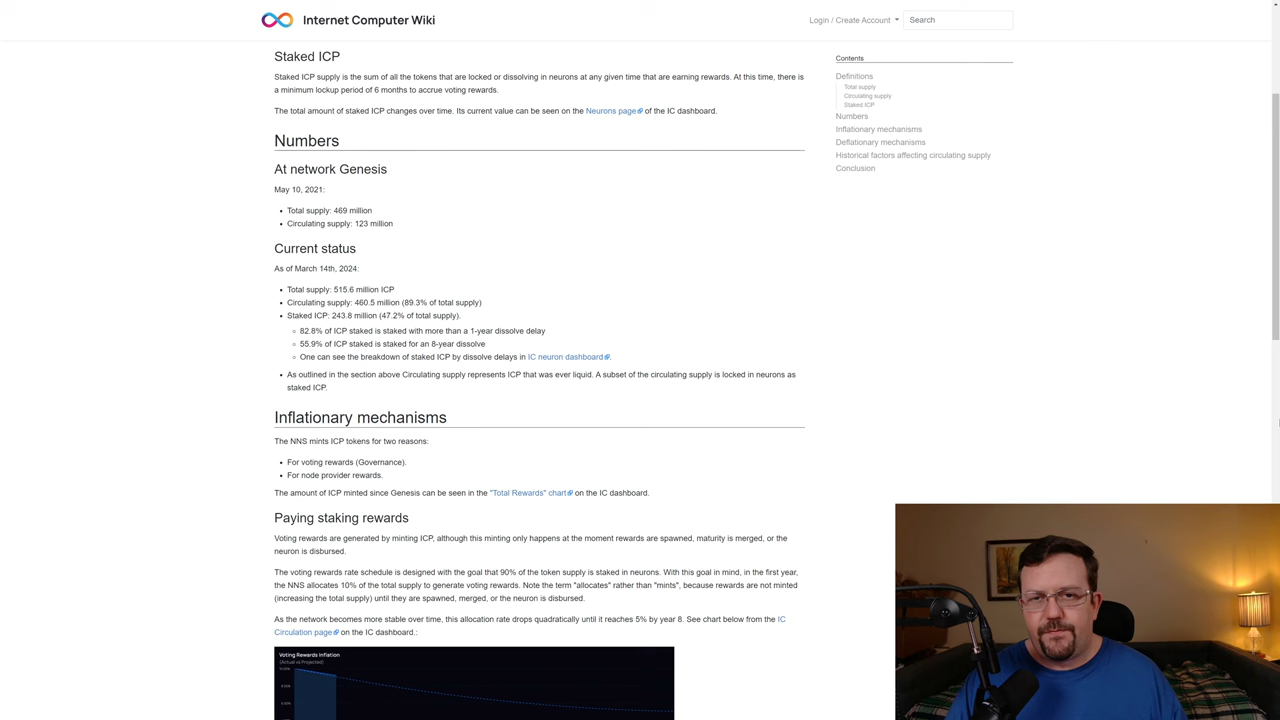 Internet Computer Wiki
Login / Create Account
Search
Staked ICP
Staked ICP supply is the sum of all the tokens that are locked or dissolving in neurons at any given time that are earning rewards. At this time, there is
a minimum lockup period of 6 months to accrue voting rewards.
The total amount of staked ICP changes over time. Its current value can be seen on the Neurons page of the IC dashboard.
Numbers
At network Genesis
May 10, 2021:
Total supply: 469 million
Circulating supply: 123 million
Current status
As of March 14th, 2024:
Total supply: 515.6 million ICP
Circulating supply: 460.5 million (89.3% of total supply)
Staked ICP: 243.8 million (47.2% of total supply).
82.8% of ICP staked is staked with more than a 1-year dissolve delay
55.9% of ICP staked is staked for an 8-year dissolve
One can see the breakdown of staked ICP by dissolve delays in IC neuron dashboard.
As outlined in the section above Circulating supply represents ICP that was ever liquid. A subset of the circulating supply is locked in neurons as
staked ICP.
Inflationary mechanisms
The NNS mints ICP tokens for two reasons:
For voting rewards (Governance).
For node provider rewards.
The amount of ICP minted since Genesis can be seen in the "Total Rewards" chart on the IC dashboard.
Paying staking rewards
Voting rewards are generated by minting ICP, although this minting only happens at the moment rewards are spawned, maturity is merged, or the
neuron is disbursed.
The voting rewards rate schedule is designed with the goal that 90% of the token supply is staked in neurons. With this goal in mind, in the first year,
the NNS allocates 10% of the total supply to generate voting rewards. Note the term "allocates" rather than "mints", because rewards are not minted
(increasing the total supply) until they are spawned, merged, or the neuron is disbursed.
As the network becomes more stable over time, this allocation rate drops quadratically until it reaches 5% by year 8. See chart below from the IC
Circulation page on the IC dashboard.:
Voting Rewards Inflation
(Actual vs Projected)
10.00%
9.00%
8.00%
Contents
Definitions
Total supply
Circulating supply
Staked ICP
Numbers
Inflationary mechanisms
Deflationary mechanisms
Historical factors affecting circulating supply
Conclusion